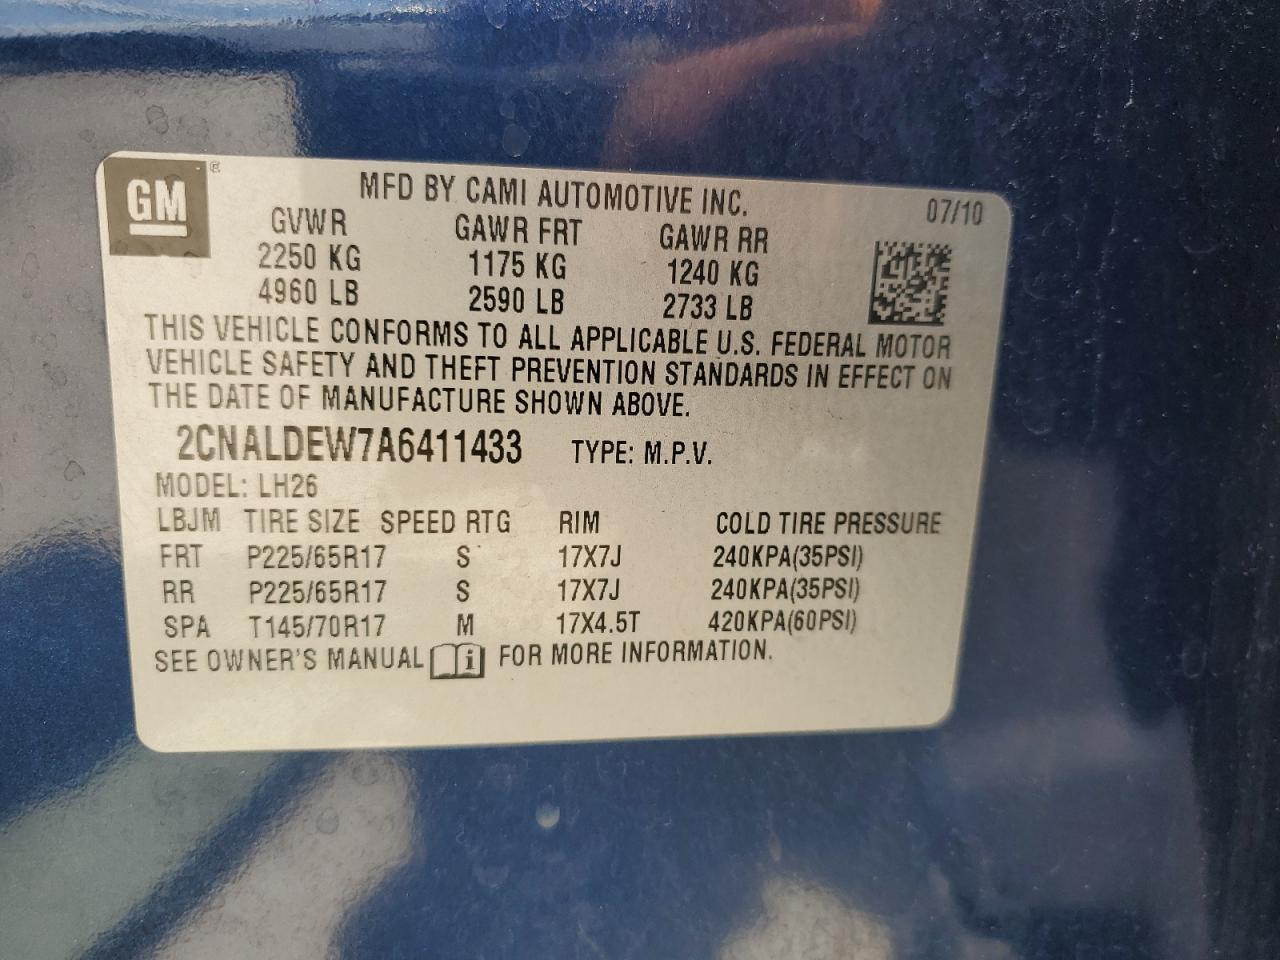 GM ®
MFD BY CAMI AUTOMOTIVE INC. 07/10
GVWR GAWR FRT GAWR RR
2250 KG 1175 KG 1240 KG
4960 LB 2590 LB 2733 LB
THIS VEHICLE CONFORMS TO ALL APPLICABLE U.S. FEDERAL MOTOR
VEHICLE SAFETY AND THEFT PREVENTION STANDARDS IN EFFECT ON
THE DATE OF MANUFACTURE SHOWN ABOVE.
2CNALDEW7A6411433 TYPE: M.P.V.
MODEL: LH26
LBJM TIRE SIZE SPEED RTG RIM COLD TIRE PRESSURE
FRT P225/65R17 S 17X7J 240KPA(35PSI)
RR P225/65R17 S 17X7J 240KPA(35PSI)
SPA T145/70R17 M 17X4.5T 420KPA(60PSI)
SEE OWNER'S MANUAL i FOR MORE INFORMATION.